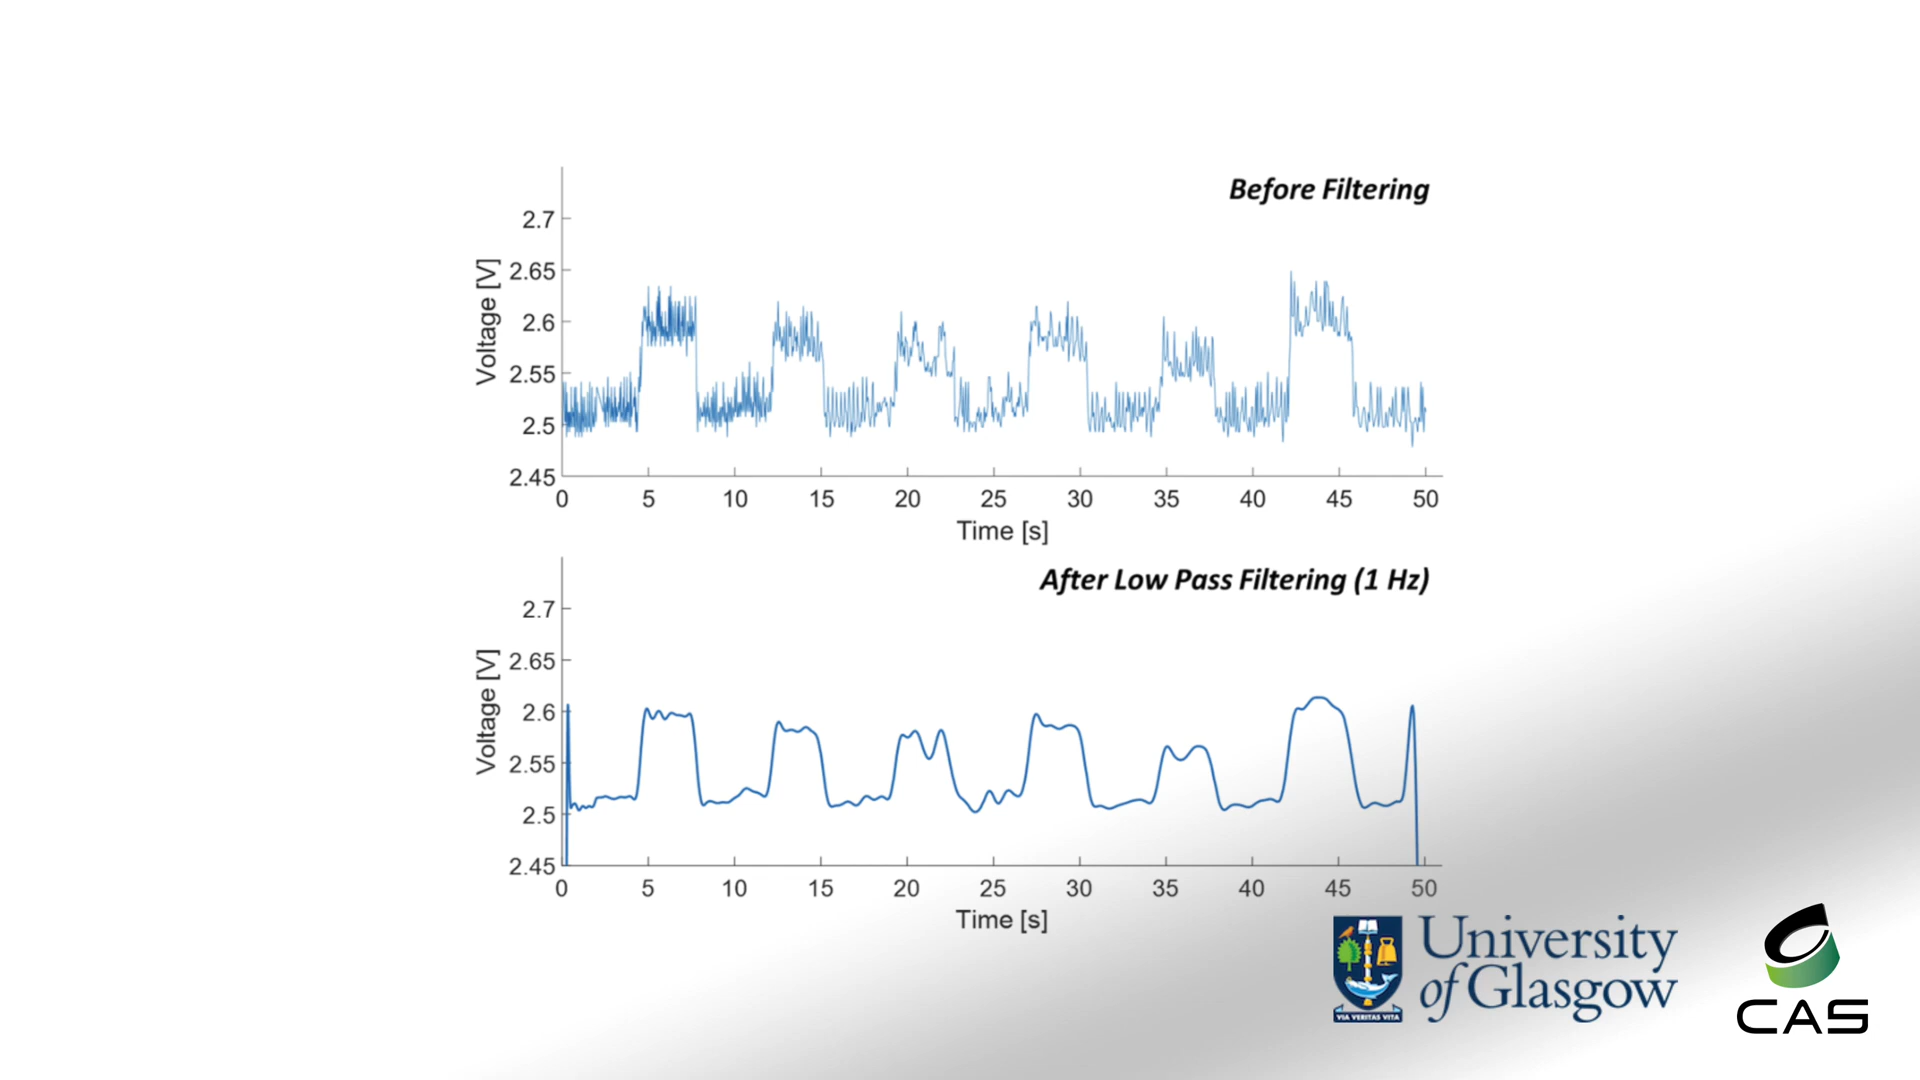 Before Filtering
2.7
2.65
2.6
2.55
2.5
2.45
Voltage [V]
0 5 10 15 20 25 30 35 40 45 50
Time [s]
After Low Pass Filtering (1 Hz)
2.7
2.65
2.6
2.55
2.5
2.45
Voltage [V]
0 5 10 15 20 25 30 35 40 45 50
Time [s]
University
of Glasgow
VIA VERITAS VITA
CAS